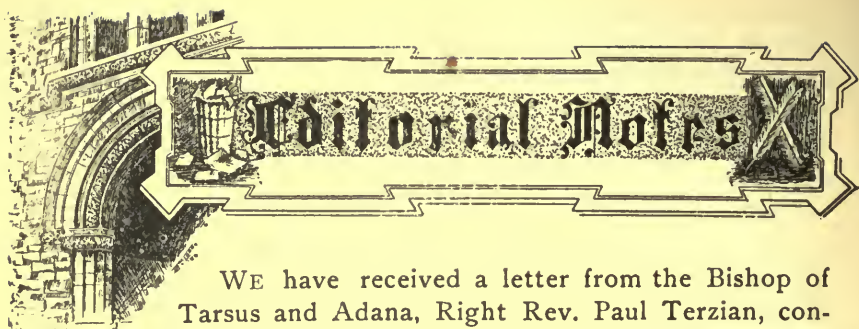 Editorial Notes
WE have received a letter from the Bishop of
Tarsus and Adana, Right Rev. Paul Terzian, con-